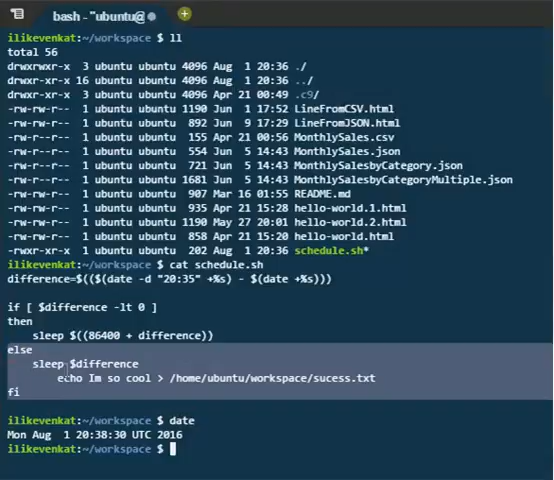 bash - "ubuntu@
ilikevenkat:~/workspace $ ll
total 56
drwxrwxr-x 3 ubuntu ubuntu 4096 Aug 1 20:36 ./
drwxr-xr-x 16 ubuntu ubuntu 4096 Aug 1 20:36 ../
drwxr-xr-x 3 ubuntu ubuntu 4096 Apr 21 00:49 .c9/
-rw-rw-r-- 1 ubuntu ubuntu 1190 Jun 1 17:52 LineFromCSV.html
-rw-rw-r-- 1 ubuntu ubuntu 892 Jun 9 17:29 LineFromJSON.html
-rw-r--r-- 1 ubuntu ubuntu 155 Apr 21 00:56 MonthlySales.csv
-rw-r--r-- 1 ubuntu ubuntu 554 Jun 5 14:43 MonthlySales.json
-rw-rw-r-- 1 ubuntu ubuntu 721 Jun 5 14:43 MonthlySalesbyCategory.json
-rw-rw-r-- 1 ubuntu ubuntu 1681 Jun 5 14:43 MonthlySalesbyCategoryMultiple.json
-rw-rw-r-- 1 ubuntu ubuntu 907 Mar 16 01:55 README.md
-rw-rw-r-- 1 ubuntu ubuntu 935 Apr 21 15:28 hello-world.1.html
-rw-rw-r-- 1 ubuntu ubuntu 1190 May 27 20:01 hello-world.2.html
-rw-rw-r-- 1 ubuntu ubuntu 858 Apr 21 15:20 hello-world.html
-rwxr-xr-x 1 ubuntu ubuntu 202 Aug 1 20:36 schedule.sh*
ilikevenkat:~/workspace $ cat schedule.sh
difference=$(($(date -d "20:35" +%s) - $(date +%s)))
if [ $difference -lt 0 ]
then
sleep $((86400 + difference))
else
sleep $difference
echo Im so cool > /home/ubuntu/workspace/sucess.txt
fi
ilikevenkat:~/workspace $ date
Mon Aug 1 20:38:30 UTC 2016
ilikevenkat:~/workspace $